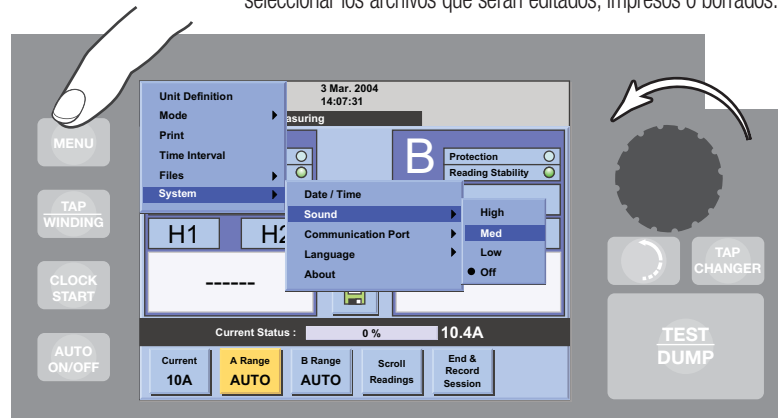 seleccionar los archivos que serán editados, impresos o borrados.
MENU
TAP
WINDING
CLOCK
START
AUTO
ON/OFF
3 Mar. 2004
14:07:31
asuring
Unit Definition
Mode
Print
Time Interval
Files
System
Date / Time
Sound
Communication Port
Language
About
High
Med
Low
Off
B
Protection
Reading Stability
H1
H2
------
Current Status :
0 %
10.4A
Current
10A
A Range
AUTO
B Range
AUTO
Scroll
Readings
End &
Record
Session
TAP
CHANGER
TEST
DUMP